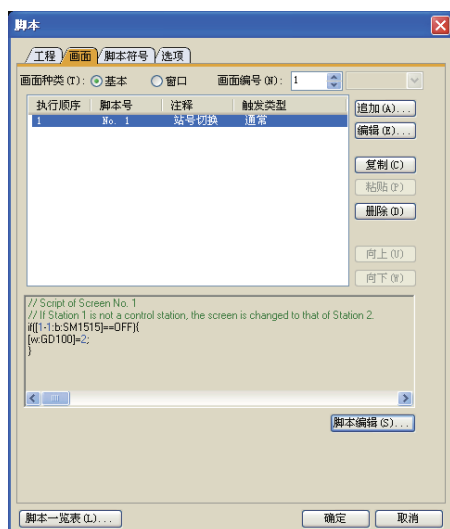 脚本
工程 画面 脚本符号 选项
画面种类(T): 基本 窗口 画面编号(N): 1
执行顺序 脚本号 注释 触发类型
1 No. 1 站号切换 通常
追加(A)...
编辑(E)...
复制(C)
粘贴(P)
删除(D)
向上(U)
向下(W)
// Script of Screen No. 1
// If Station 1 is not a control station, the screen is changed to that of Station 2.
if([1-1:b:SM1515]==OFF){
[w:GD100]=2;
}
脚本编辑(S)...
脚本一览表(L)... 确定 取消